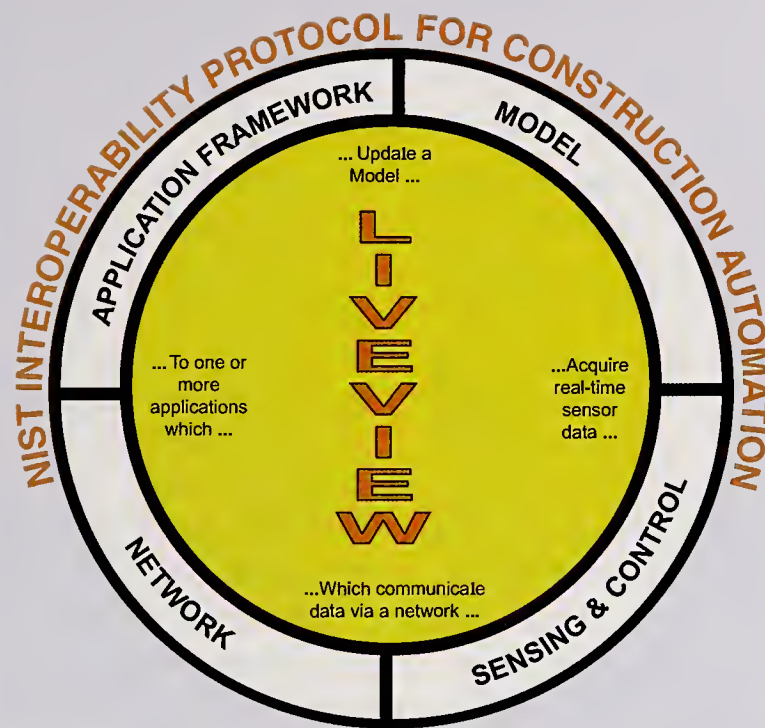 NIST INTEROPERABILITY PROTOCOL FOR CONSTRUCTION AUTOMATION
APPLICATION FRAMEWORK
MODEL
... Update a
Model ...
LIVEVIEW
... To one or
more
applications
which ...
...Acquire
real-time
sensor
data ...
...Which communicate
data via a network ...
NETWORK
SENSING & CONTROL